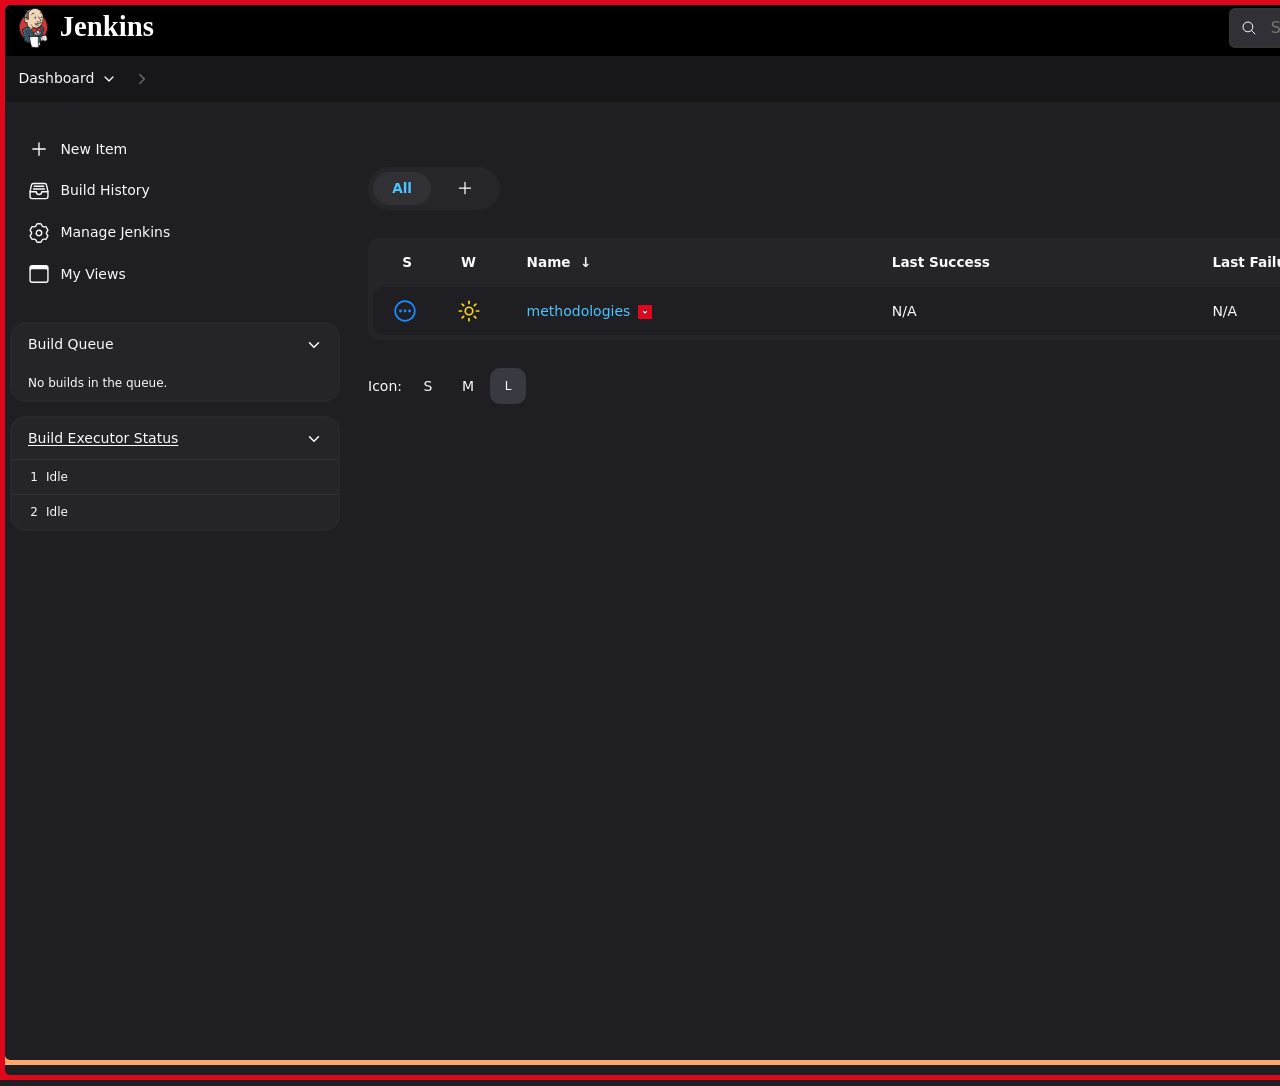 Jenkins
S
Dashboard
New Item
Build History
Manage Jenkins
My Views
All
S W Name ↓ Last Success Last Failu
methodologies N/A N/A
Icon: S M L
Build Queue
No builds in the queue.
Build Executor Status
1 Idle
2 Idle